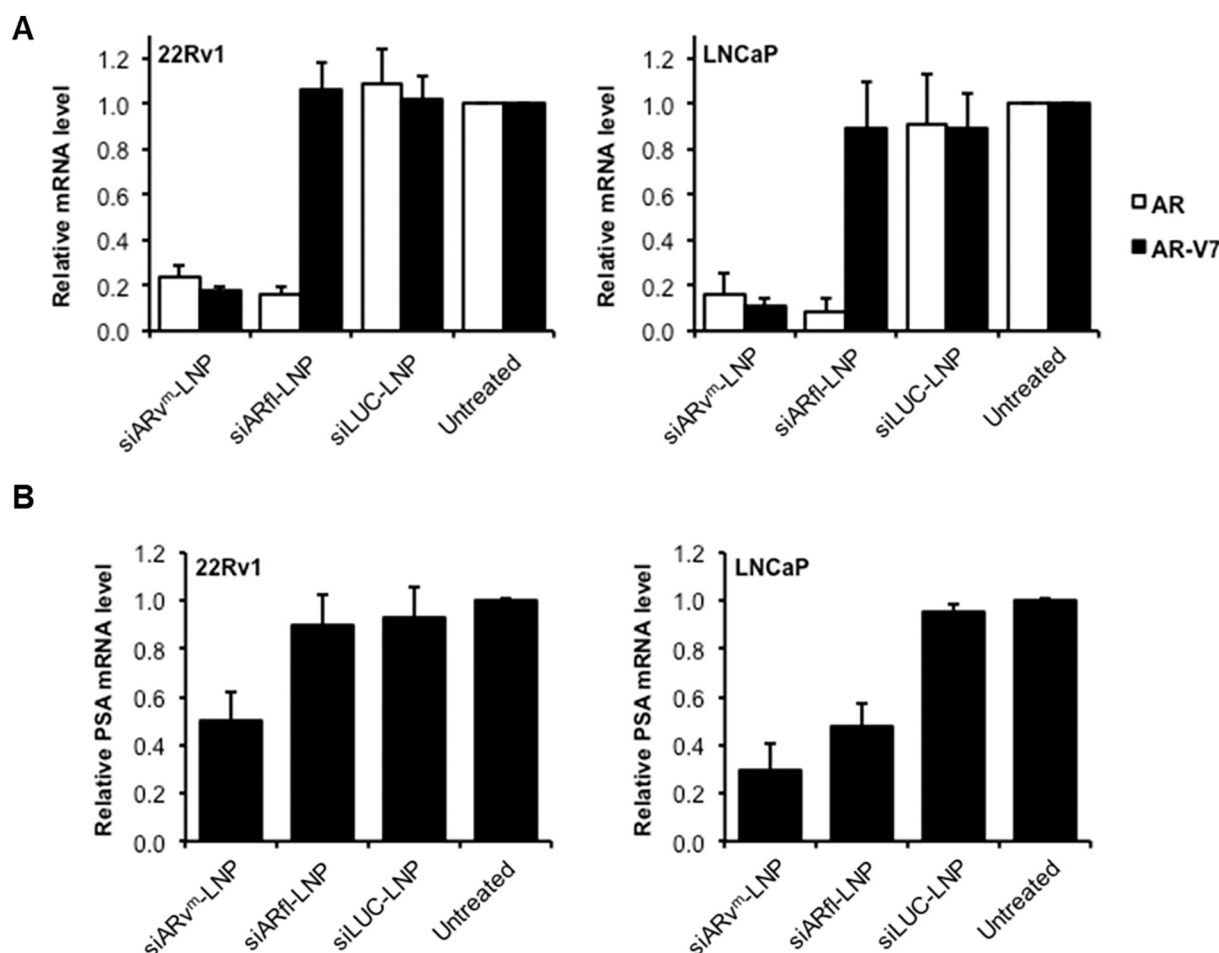 A
22Rv1
Relative mRNA level
1.2
1.0
0.8
0.6
0.4
0.2
0.0
siARvᵐ-LNP
siARfl-LNP
siLUC-LNP
Untreated
LNCaP
Relative mRNA level
1.2
1.0
0.8
0.6
0.4
0.2
0.0
siARvᵐ-LNP
siARfl-LNP
siLUC-LNP
Untreated
AR
AR-V7
B
22Rv1
Relative PSA mRNA level
1.2
1.0
0.8
0.6
0.4
0.2
0.0
siARvᵐ-LNP
siARfl-LNP
siLUC-LNP
Untreated
LNCaP
Relative PSA mRNA level
1.2
1.0
0.8
0.6
0.4
0.2
0.0
siARvᵐ-LNP
siARfl-LNP
siLUC-LNP
Untreated